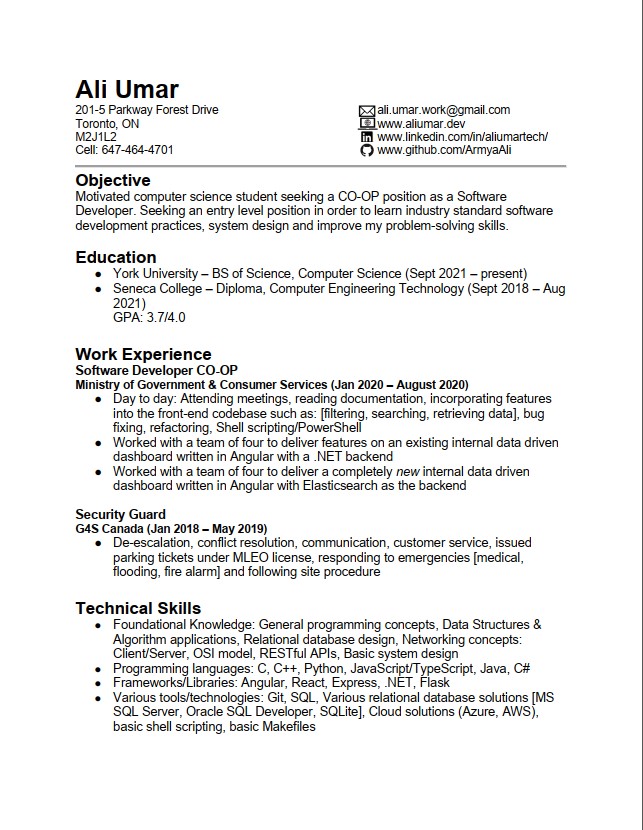 Ali Umar
201-5 Parkway Forest Drive
Toronto, ON
M2J1L2
Cell: 647-464-4701
ali.umar.work@gmail.com
www.aliumar.dev
www.linkedin.com/in/aliumartech/
www.github.com/ArmyaAli
Objective
Motivated computer science student seeking a CO-OP position as a Software
Developer. Seeking an entry level position in order to learn industry standard software
development practices, system design and improve my problem-solving skills.
Education
● York University – BS of Science, Computer Science (Sept 2021 – present)
● Seneca College – Diploma, Computer Engineering Technology (Sept 2018 – Aug
2021)
GPA: 3.7/4.0
Work Experience
Software Developer CO-OP
Ministry of Government & Consumer Services (Jan 2020 – August 2020)
● Day to day: Attending meetings, reading documentation, incorporating features
into the front-end codebase such as: [filtering, searching, retrieving data], bug
fixing, refactoring, Shell scripting/PowerShell
● Worked with a team of four to deliver features on an existing internal data driven
dashboard written in Angular with a .NET backend
● Worked with a team of four to deliver a completely new internal data driven
dashboard written in Angular with Elasticsearch as the backend
Security Guard
G4S Canada (Jan 2018 – May 2019)
● De-escalation, conflict resolution, communication, customer service, issued
parking tickets under MLEO license, responding to emergencies [medical,
flooding, fire alarm] and following site procedure
Technical Skills
● Foundational Knowledge: General programming concepts, Data Structures &
Algorithm applications, Relational database design, Networking concepts:
Client/Server, OSI model, RESTful APIs, Basic system design
● Programming languages: C, C++, Python, JavaScript/TypeScript, Java, C#
● Frameworks/Libraries: Angular, React, Express, .NET, Flask
● Various tools/technologies: Git, SQL, Various relational database solutions [MS
SQL Server, Oracle SQL Developer, SQLite], Cloud solutions (Azure, AWS),
basic shell scripting, basic Makefiles